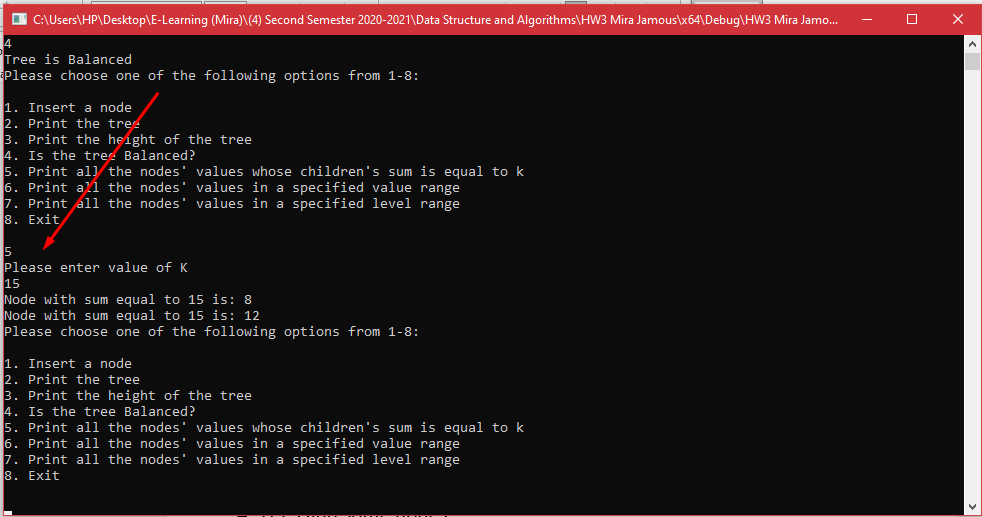 C:\Users\HP\Desktop\E-Learning (Mira)\(4) Second Semester 2020-2021\Data Structure and Algorithms\HW3 Mira Jamous\x64\Debug\HW3 Mira Jamo...
4
Tree is Balanced
Please choose one of the following options from 1-8:
1. Insert a node
2. Print the tree
3. Print the height of the tree
4. Is the tree Balanced?
5. Print all the nodes' values whose children's sum is equal to k
6. Print all the nodes' values in a specified value range
7. Print all the nodes' values in a specified level range
8. Exit
5
Please enter value of K
15
Node with sum equal to 15 is: 8
Node with sum equal to 15 is: 12
Please choose one of the following options from 1-8:
1. Insert a node
2. Print the tree
3. Print the height of the tree
4. Is the tree Balanced?
5. Print all the nodes' values whose children's sum is equal to k
6. Print all the nodes' values in a specified value range
7. Print all the nodes' values in a specified level range
8. Exit